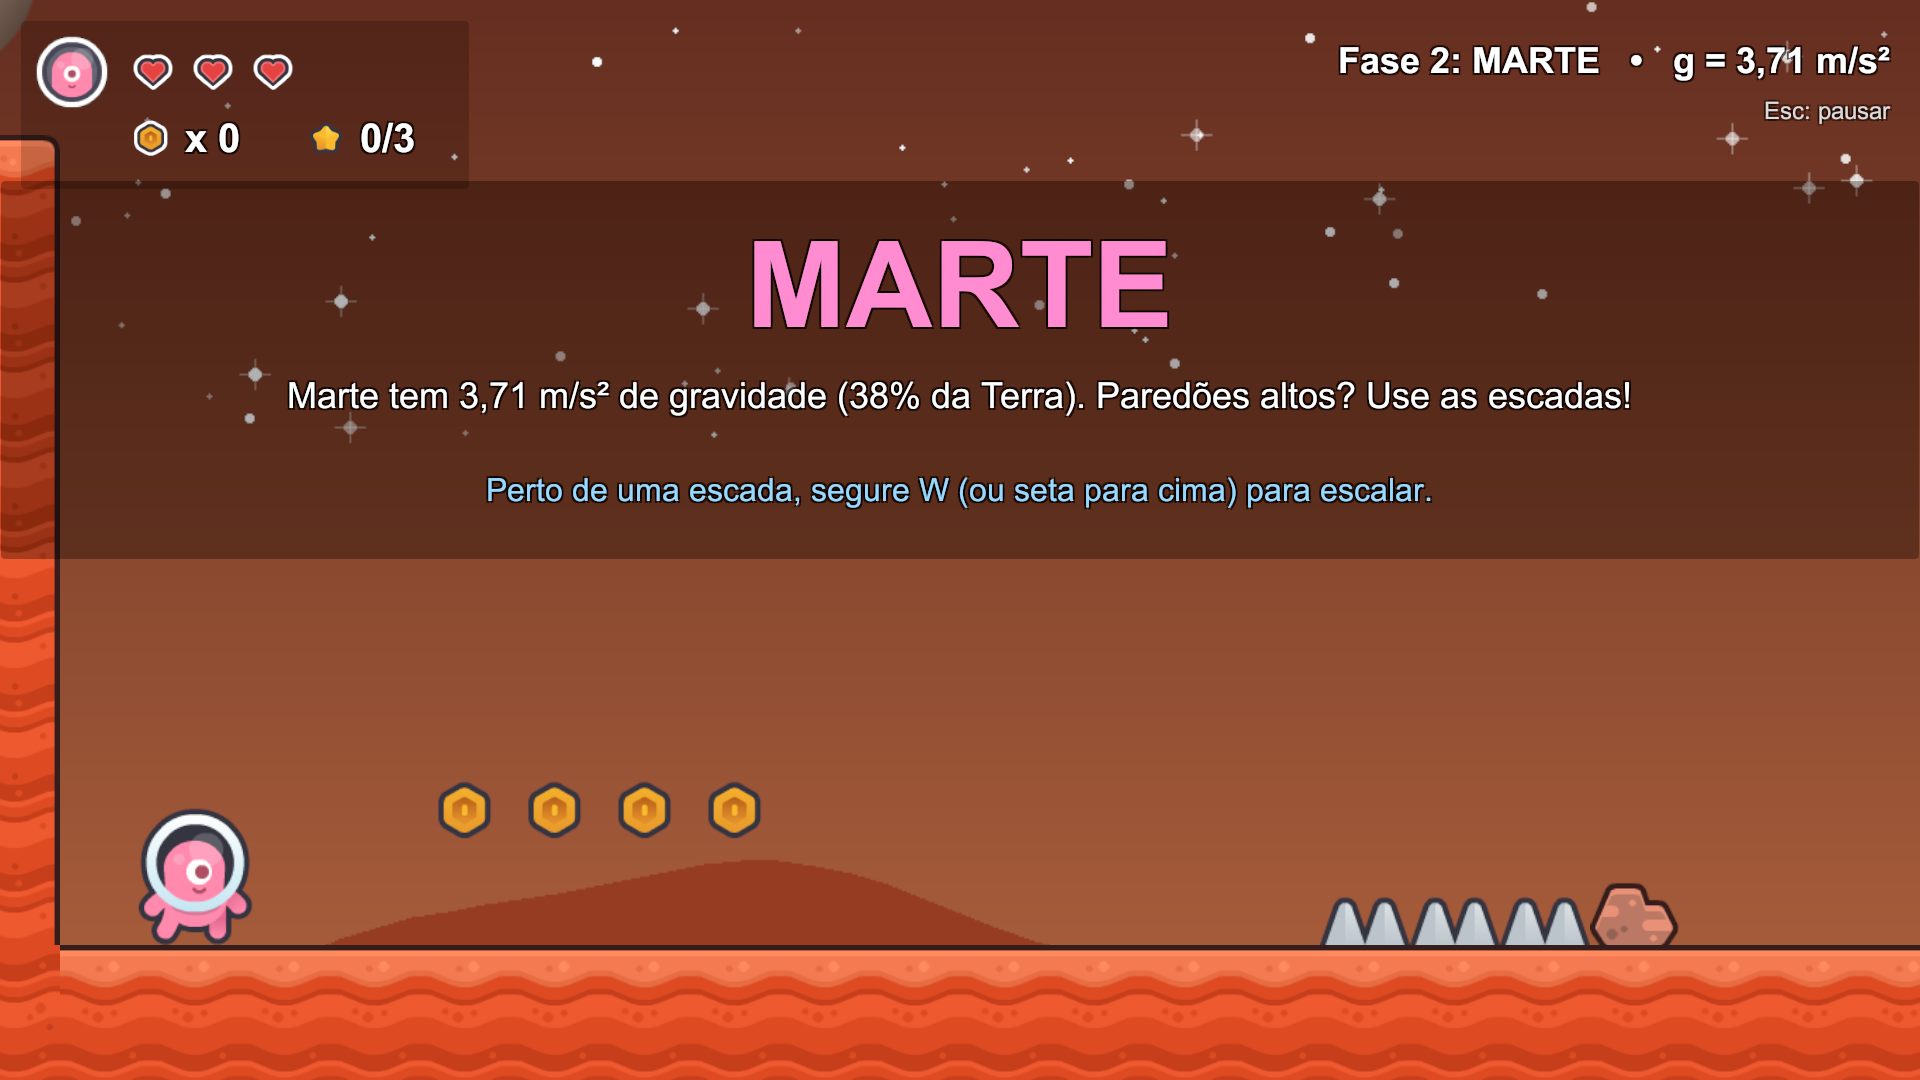 Fase 2: MARTE • g = 3,71 m/s²
Esc: pausar
x 0 0/3
MARTE
Marte tem 3,71 m/s² de gravidade (38% da Terra). Paredões altos? Use as escadas!
Perto de uma escada, segure W (ou seta para cima) para escalar.